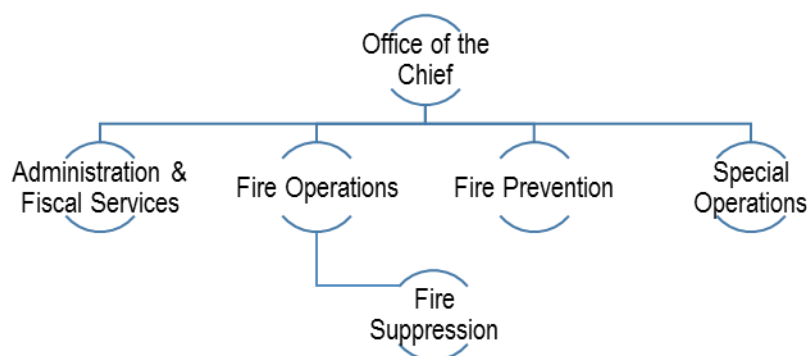 Office of the
Chief
Administration &
Fiscal Services
Fire Operations
Fire Prevention
Special
Operations
Fire
Suppression